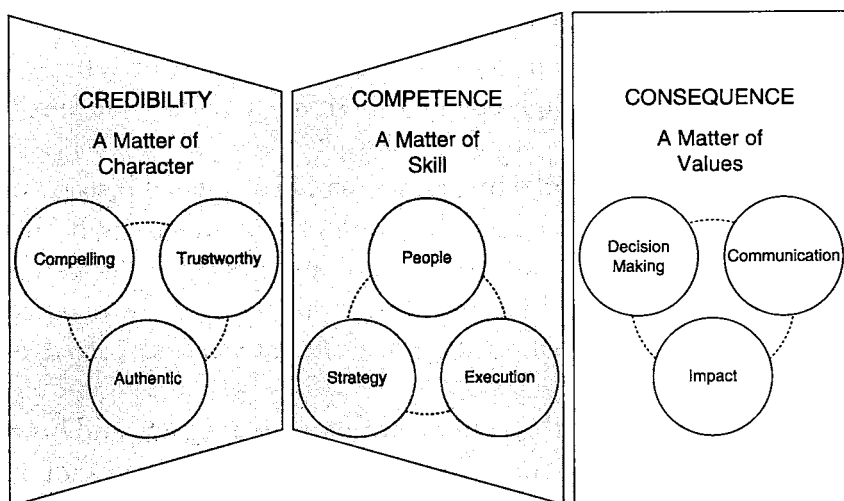 CREDIBILITY
A Matter of
Character
Compelling
Trustworthy
Authentic
COMPETENCE
A Matter of
Skill
People
Strategy
Execution
CONSEQUENCE
A Matter of
Values
Decision
Making
Communication
Impact